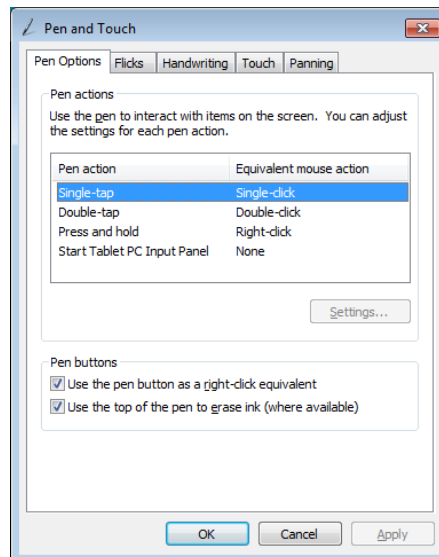 Pen and Touch
Pen Options Flicks Handwriting Touch Panning
Pen actions
Use the pen to interact with items on the screen. You can adjust
the settings for each pen action.
Pen action Equivalent mouse action
Single-tap Single-click
Double-tap Double-click
Press and hold Right-click
Start Tablet PC Input Panel None
Settings...
Pen buttons
Use the pen button as a right-click equivalent
Use the top of the pen to erase ink (where available)
OK Cancel Apply